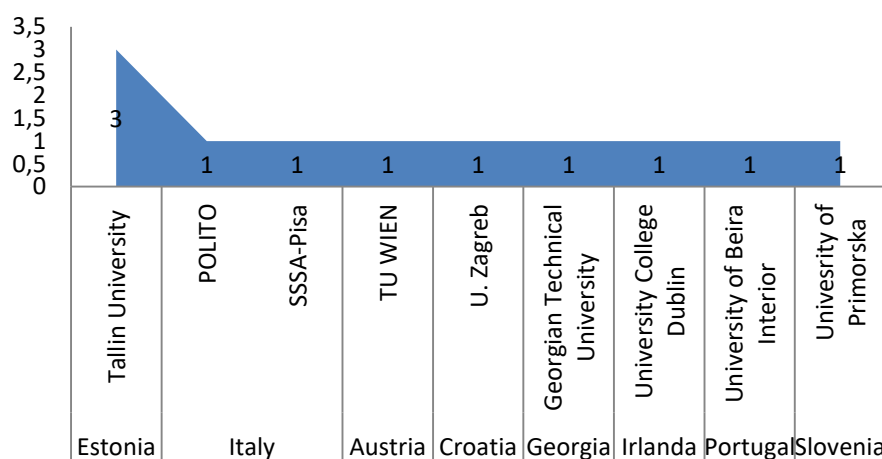 3,5
3
2,5
2
1,5
1
0,5
0
3
1
1
1
1
1
1
1
1
Tallin University
POLITO
SSSA-Pisa
TU WIEN
U. Zagreb
Georgian Technical
University
University College
Dublin
University of Beira
Interior
Univesrity of
Primorska
Estonia
Italy
Austria
Croatia
Georgia
Irlanda
Portugal
Slovenia